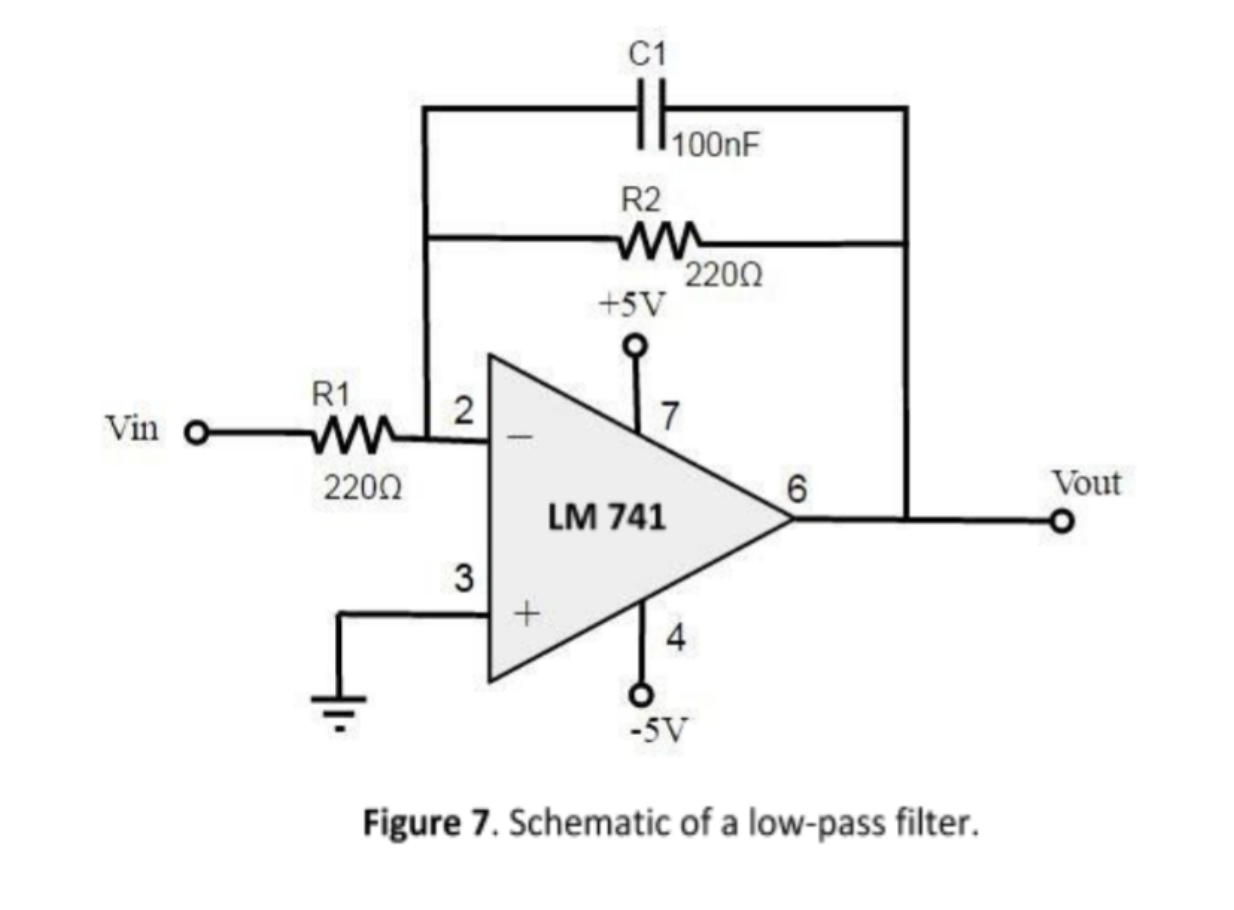 C1
100nF
R2
220Ω
+5V
R1
2
7
Vin
−
220Ω
6
Vout
LM 741
3
+
4
-5V
Figure 7. Schematic of a low-pass filter.